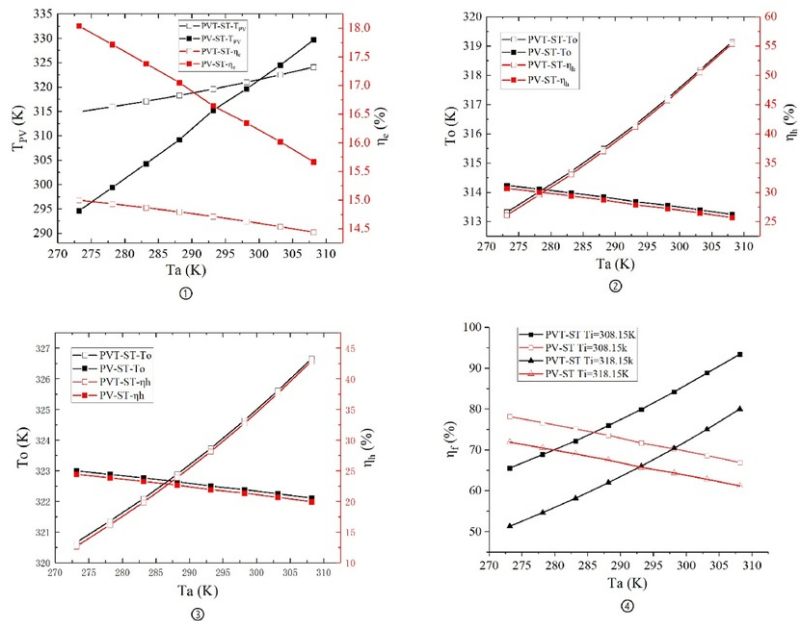 PVT-ST-T_PV
PV-ST-T_PV
PVT-ST-η_e
PV-ST-η_e
335
330
325
320
315
310
305
300
295
290
T_PV (K)
18.0
17.5
17.0
16.5
16.0
15.5
15.0
14.5
η_e (%)
270 275 280 285 290 295 300 305 310
Ta (K)
①
PVT-ST-To
PV-ST-To
PVT-ST-η_h
PV-ST-η_h
320
319
318
317
316
315
314
313
To (K)
60
55
50
45
40
35
30
25
η_h (%)
270 275 280 285 290 295 300 305 310
Ta (K)
②
PVT-ST-To
PV-ST-To
PVT-ST-ηh
PV-ST-ηh
327
326
325
324
323
322
321
320
To (K)
45
40
35
30
25
20
15
10
η_h (%)
270 275 280 285 290 295 300 305 310
Ta (K)
③
PVT-ST Ti=308.15K
PV-ST Ti=308.15k
PVT-ST Ti=318.15k
PV-ST Ti=318.15K
100
90
80
70
60
50
η_f (%)
270 275 280 285 290 295 300 305 310
Ta (K)
④